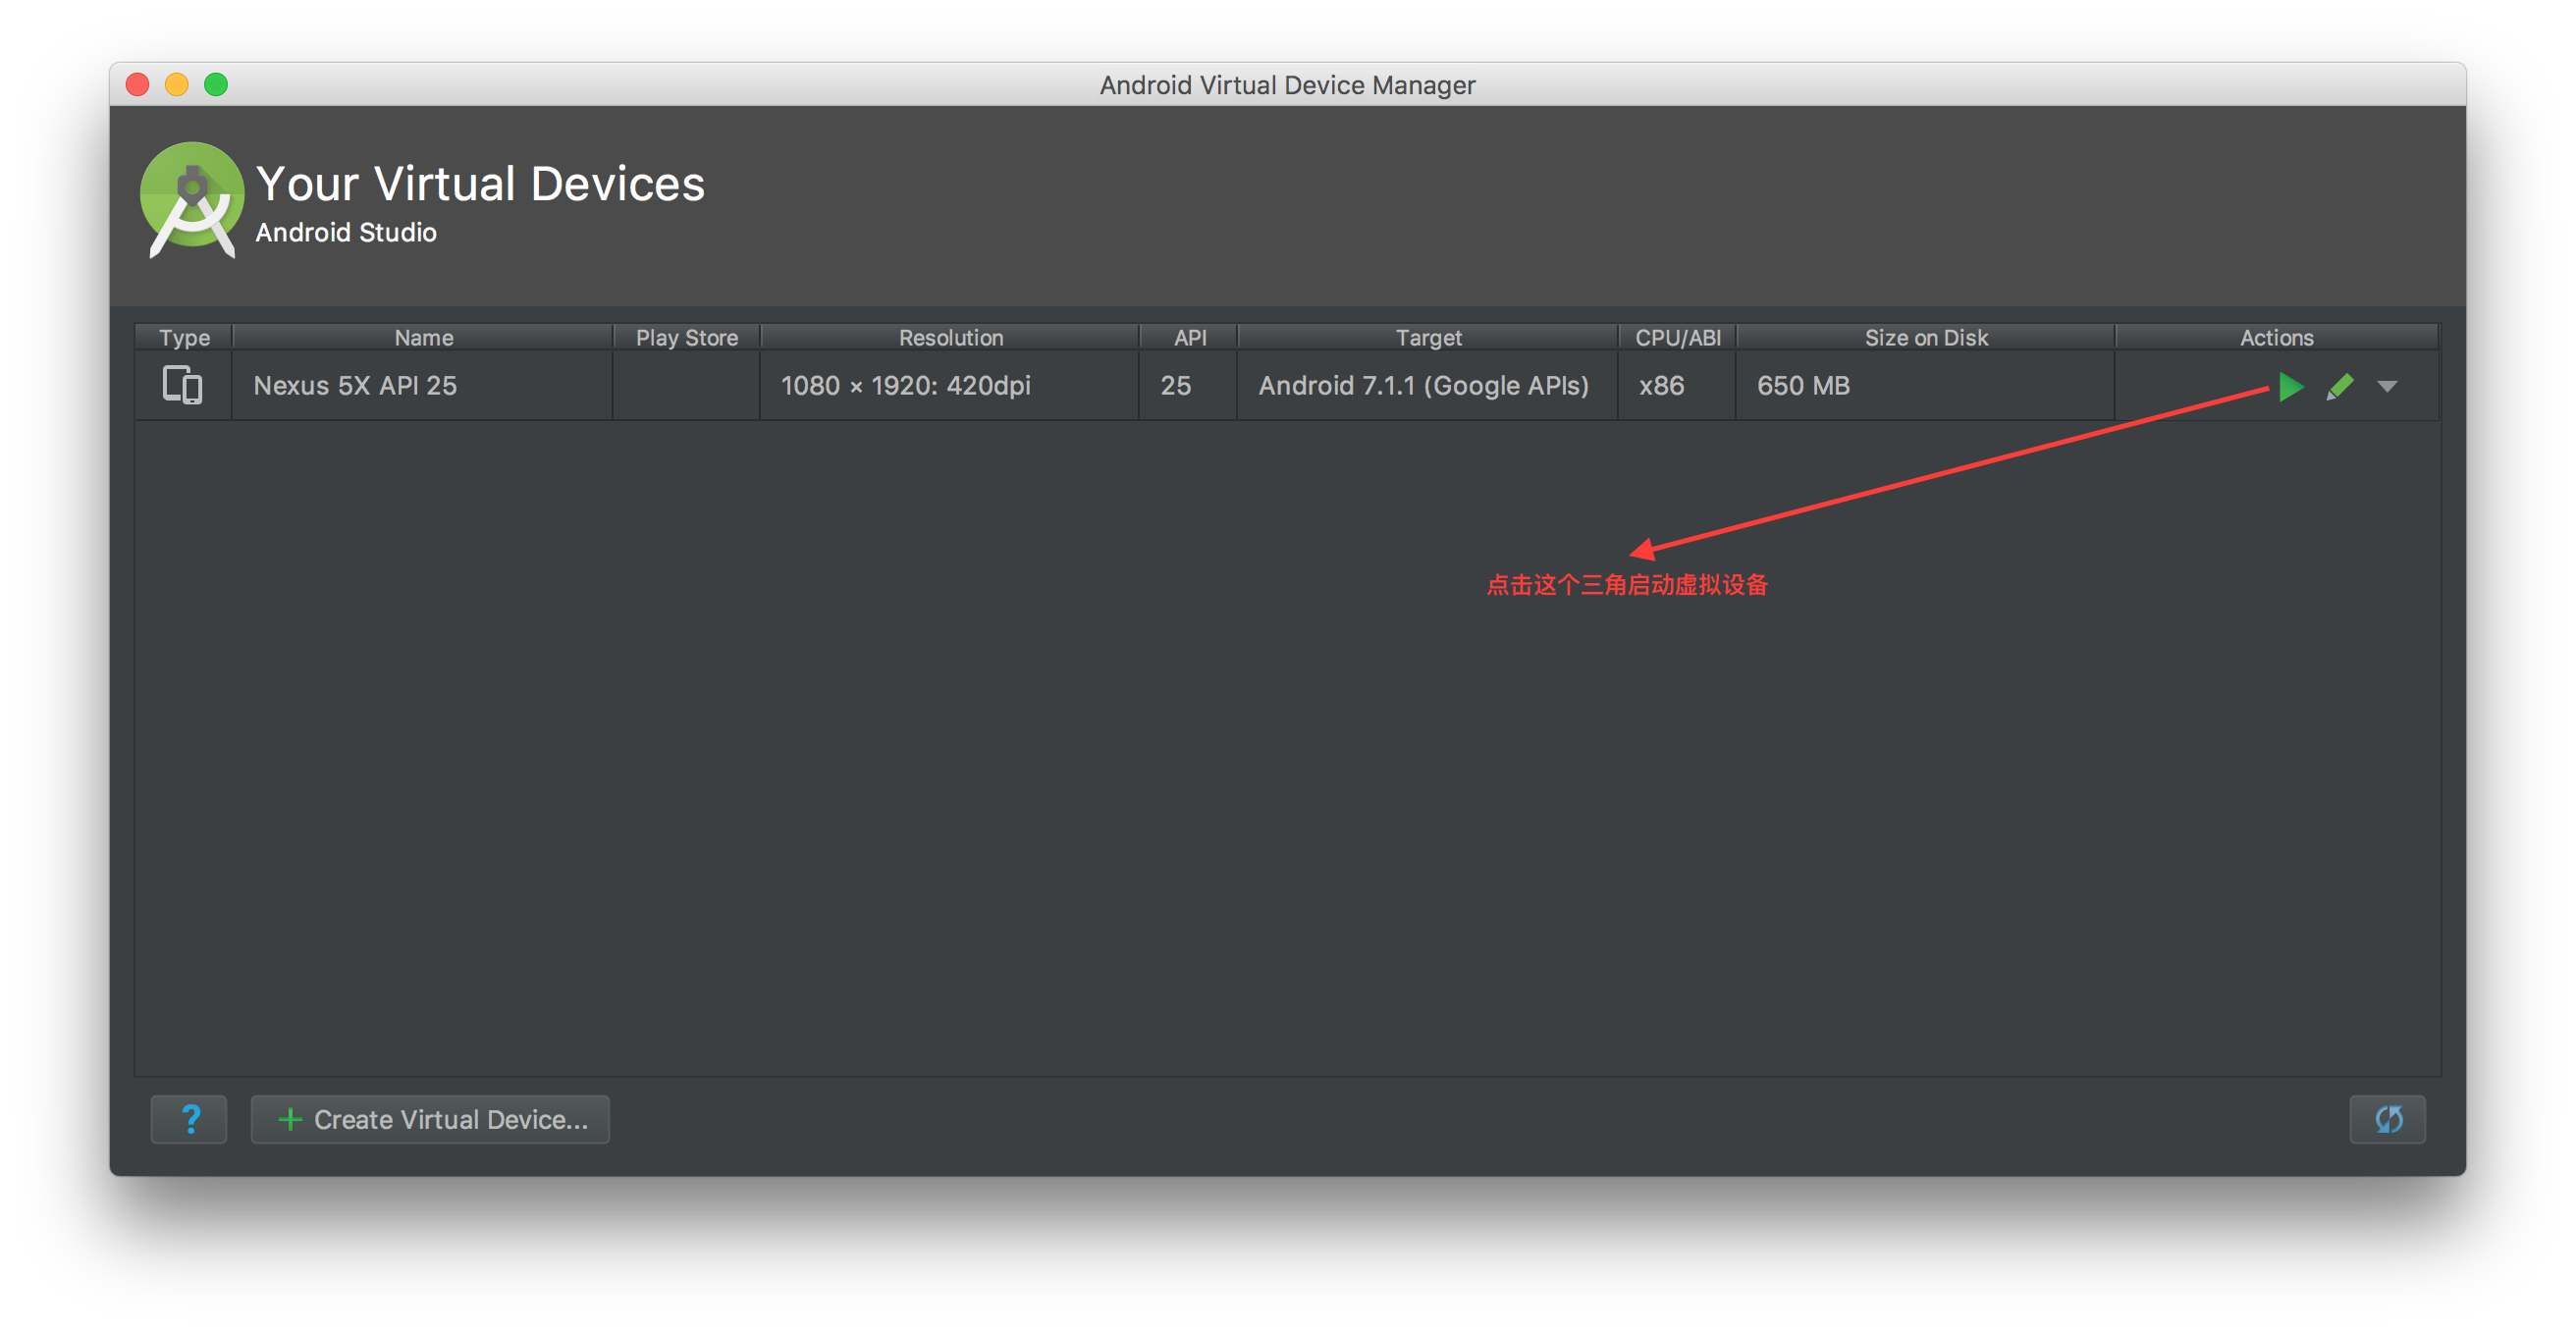 Android Virtual Device Manager
Your Virtual Devices
Android Studio
Type Name Play Store Resolution API Target CPU/ABI Size on Disk Actions
Nexus 5X API 25 1080 × 1920: 420dpi 25 Android 7.1.1 (Google APIs) x86 650 MB
点击这个三角启动虚拟设备
? + Create Virtual Device...